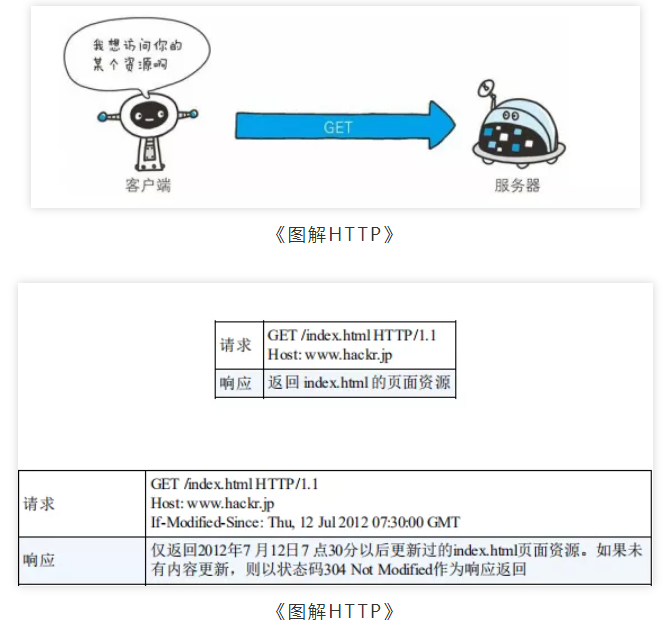 我想访问你的
某个资源啊
GET
客户端
服务器
《图解HTTP》
请求
GET /index.html HTTP/1.1
Host: www.hackr.jp
响应
返回 index.html 的页面资源
请求
GET /index.html HTTP/1.1
Host: www.hackr.jp
If-Modified-Since: Thu, 12 Jul 2012 07:30:00 GMT
响应
仅返回2012年7 月12日7 点30分以后更新过的index.html页面资源。如果未
有内容更新，则以状态码304 Not Modified作为响应返回
《图解HTTP》